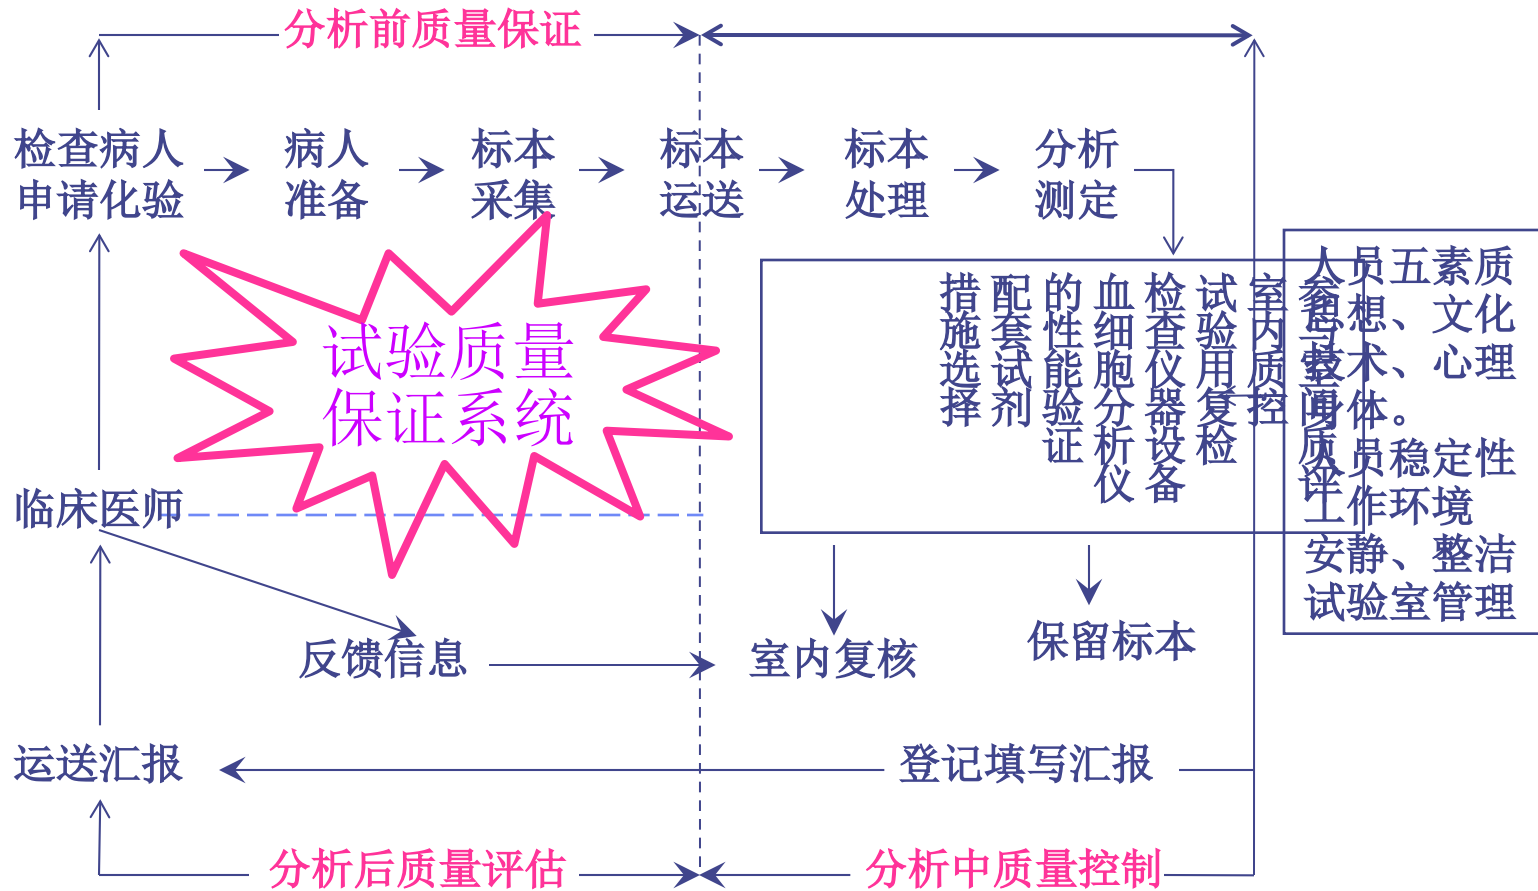 分析前质量保证
检查病人
申请化验
病人
准备
标本
采集
标本
运送
标本
处理
分析
测定
试验质量
保证系统
参与室间质评
室内质控
试验用复检
检查仪器设备
血细胞分析仪
的性能验证
配套试剂
措施选择
人员五素质
思想、文化
技术、心理
身体。
人员稳定性
工作环境
安静、整洁
试验室管理
临床医师
反馈信息
室内复核
保留标本
运送汇报
登记填写汇报
分析后质量评估
分析中质量控制